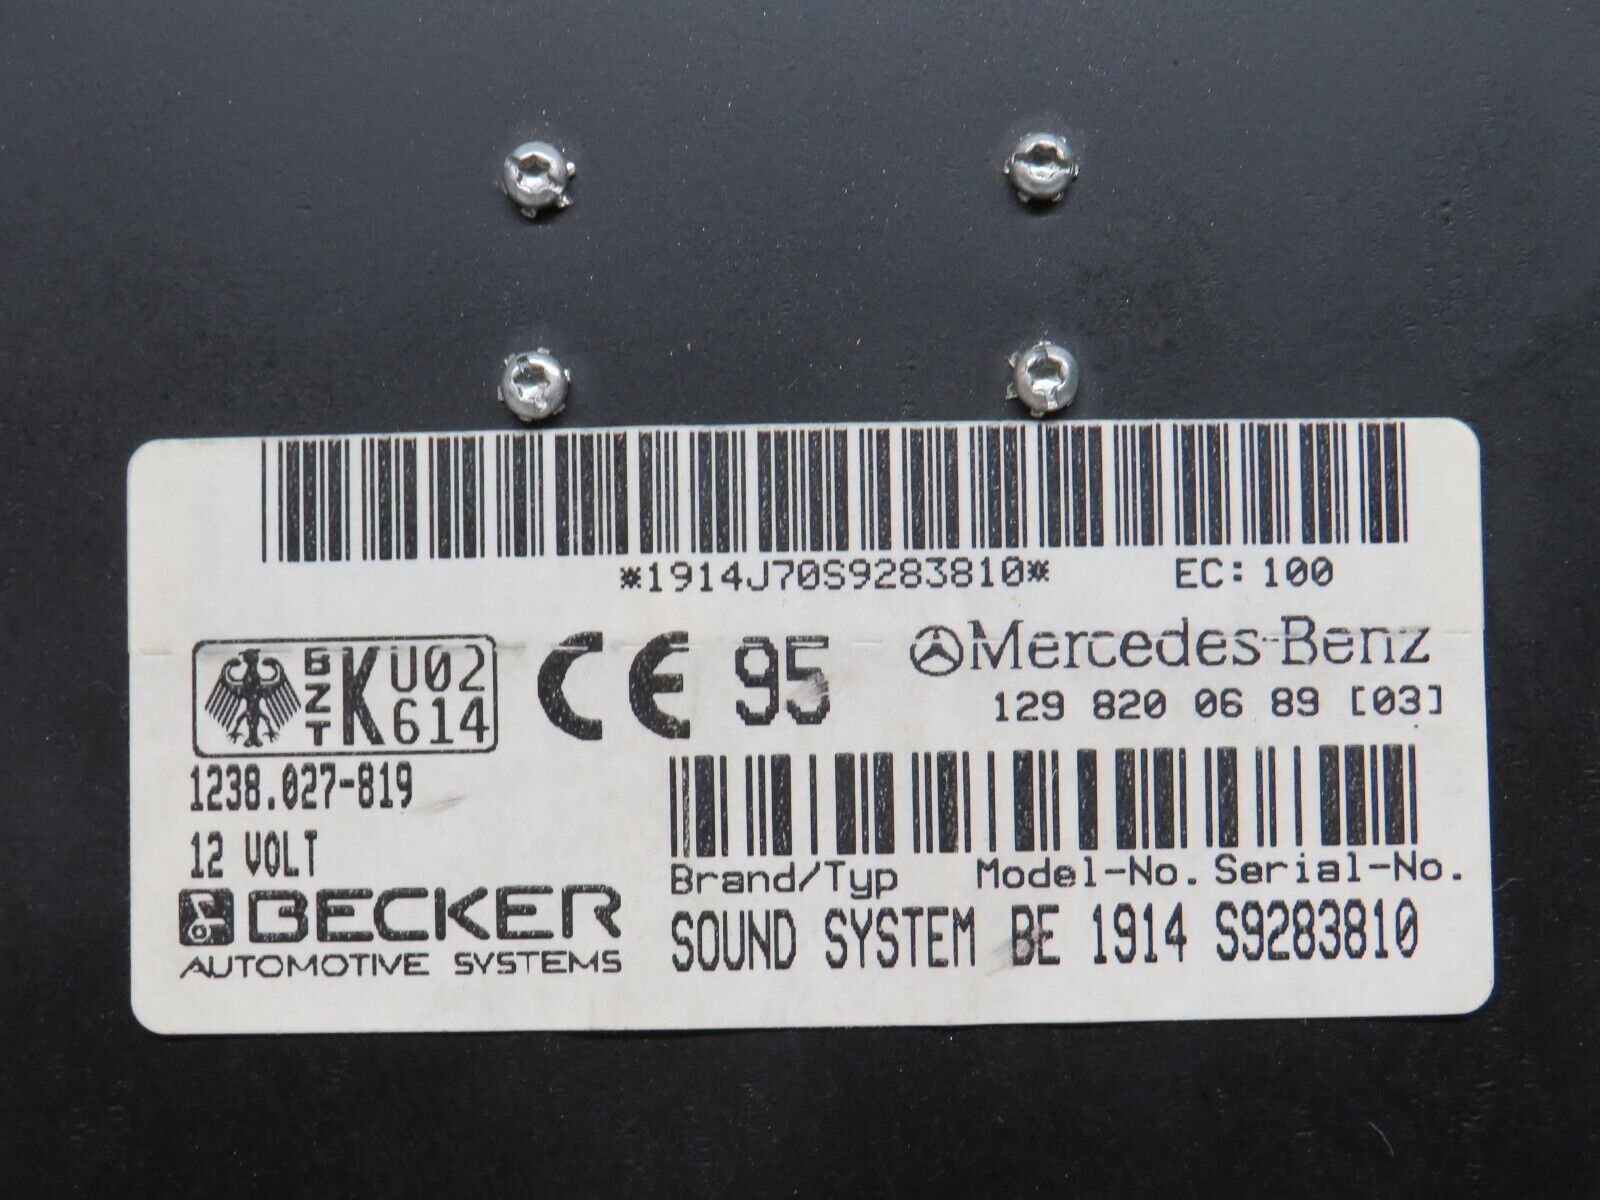 *1914J70S9283810* EC: 100
BZT K U02 614
CE 95
Mercedes-Benz
129 820 06 89 [03]
1238.027-819
12 VOLT
BECKER
AUTOMOTIVE SYSTEMS
Brand/Typ Model-No. Serial-No.
SOUND SYSTEM BE 1914 S9283810